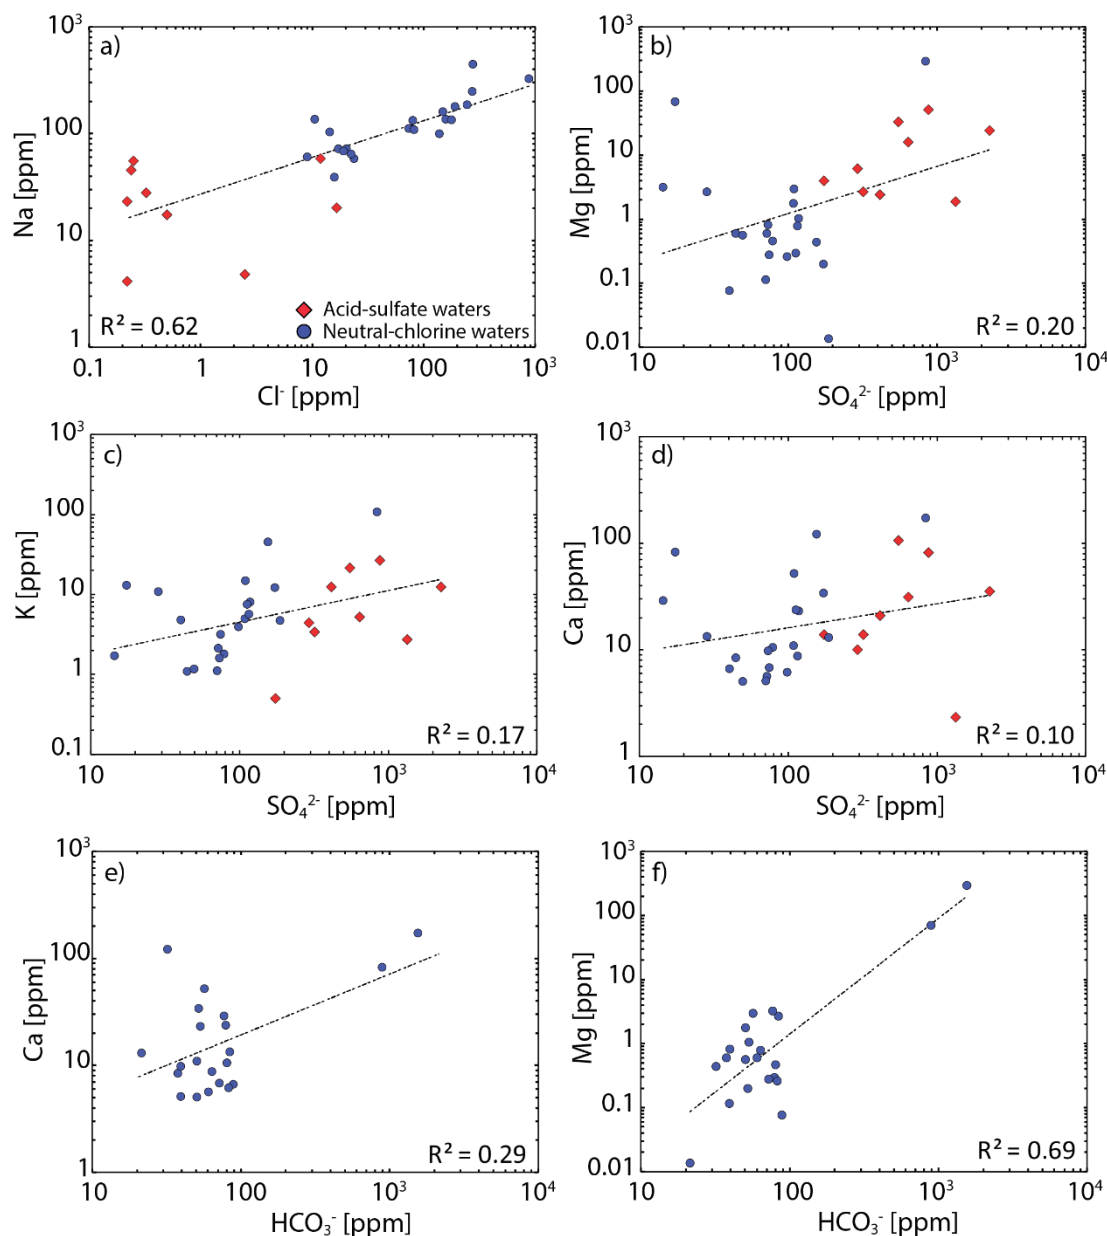 a)
10³
100
10
1
Na [ppm]
0.1
1
10
100
10³
Cl⁻ [ppm]
R² = 0.62
Acid-sulfate waters
Neutral-chlorine waters
b)
10³
100
10
1
0.1
0.01
Mg [ppm]
10
100
10³
10⁴
SO₄²⁻ [ppm]
R² = 0.20
c)
10³
100
10
1
0.1
K [ppm]
10
100
10³
10⁴
SO₄²⁻ [ppm]
R² = 0.17
d)
10³
100
10
1
Ca [ppm]
10
100
10³
10⁴
SO₄²⁻ [ppm]
R² = 0.10
e)
10³
100
10
1
Ca [ppm]
10
100
10³
10⁴
HCO₃⁻ [ppm]
R² = 0.29
f)
10³
100
10
1
0.1
0.01
Mg [ppm]
10
100
10³
10⁴
HCO₃⁻ [ppm]
R² = 0.69